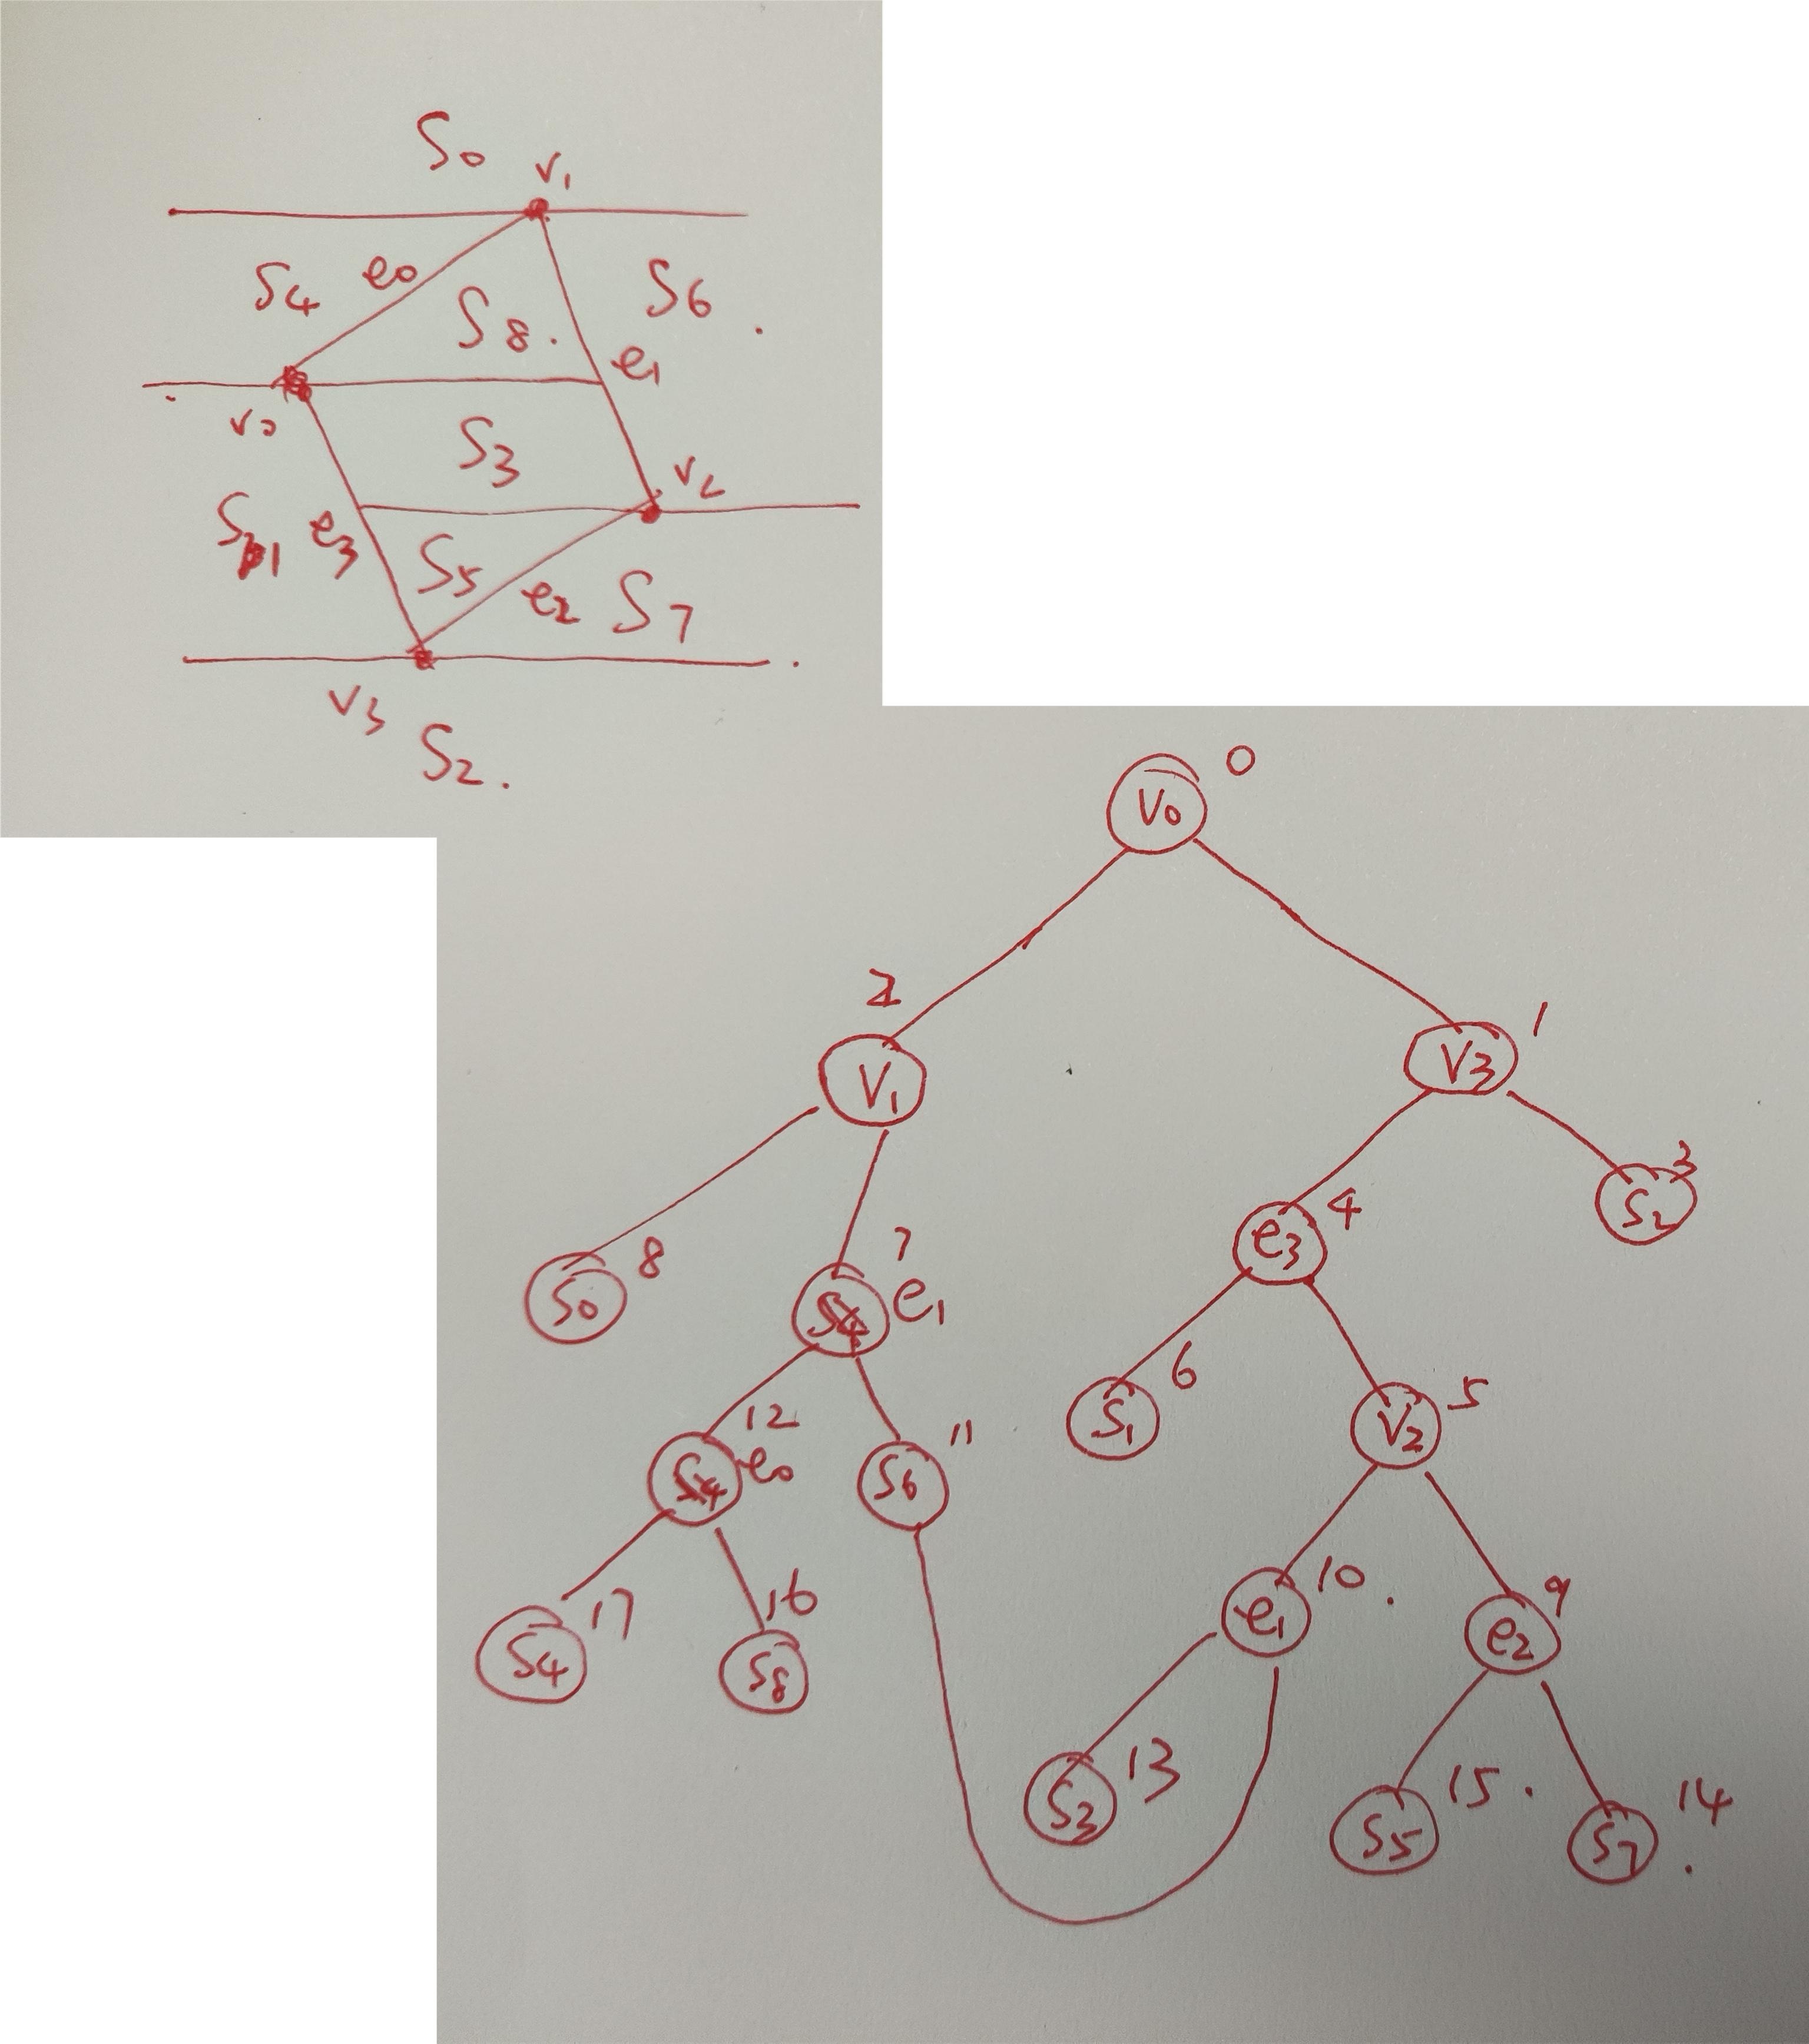 S0 v1
S4 e0 S8. S6
e1
v0 S3 v2
S1 e3 S5 e2 S7
v3 S2.
v0 0
2 v1 v3 1
S0 8 7 e1 e3 4 S2 3
12 e0 S6 11 S1 6 v2 5
S4 17 S8 16 e1 10 e2 9
S3 13 S5 15 S7 14